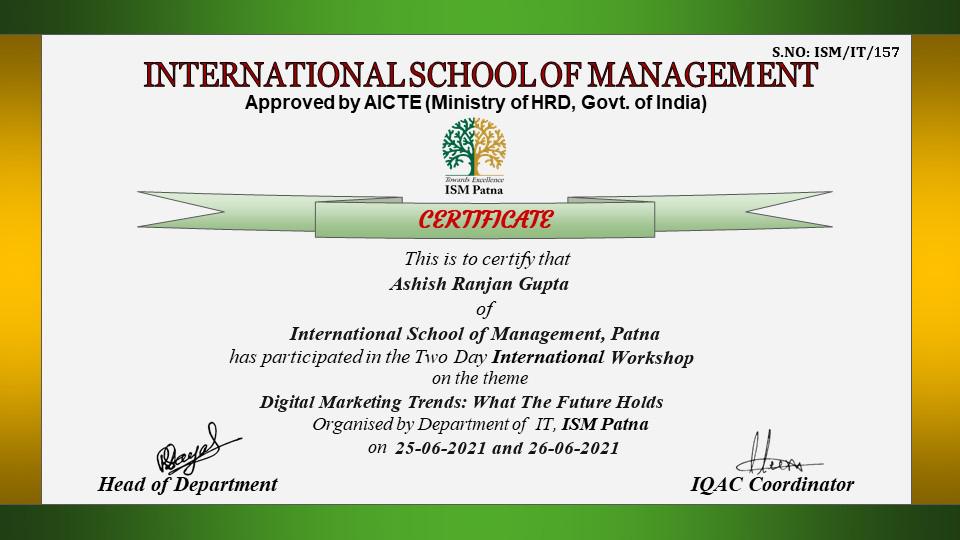 S.NO: ISM/IT/157
INTERNATIONAL SCHOOL OF MANAGEMENT
Approved by AICTE (Ministry of HRD, Govt. of India)
Towards Excellence
ISM Patna
CERTIFICATE
This is to certify that
Ashish Ranjan Gupta
of
International School of Management, Patna
has participated in the Two Day International Workshop
on the theme
Digital Marketing Trends: What The Future Holds
Organised by Department of IT, ISM Patna
on 25-06-2021 and 26-06-2021
Head of Department
IQAC Coordinator